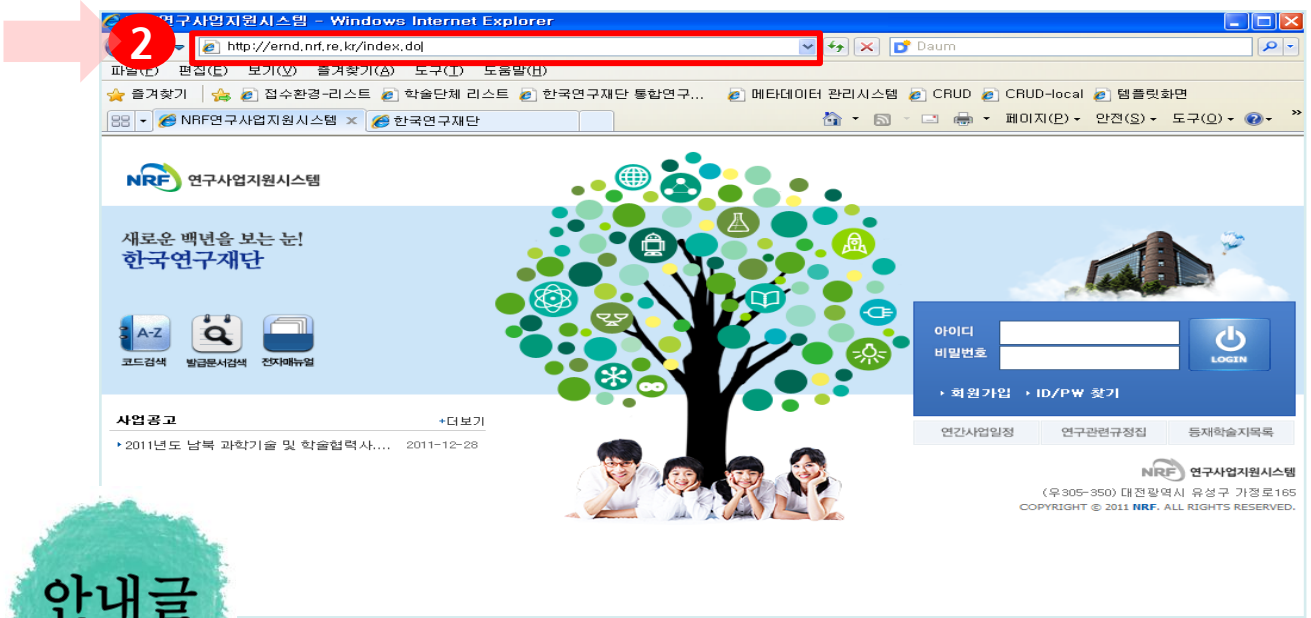 연구사업지원시스템 - Windows Internet Explorer
2
http://ernd.nrf.re.kr/index.do
Daum
파일(F) 편집(E) 보기(V) 즐겨찾기(A) 도구(T) 도움말(H)
즐겨찾기 접수환경-리스트 학술단체 리스트 한국연구재단 통합연구... 메타데이터 관리시스템 CRUD CRUD-local 템플릿화면
NRF연구사업지원시스템 한국연구재단 페이지(P) 안전(S) 도구(O)
NRF 연구사업지원시스템
새로운 백년을 보는 눈!
한국연구재단
A-Z
코드검색 발급문서검색 전자매뉴얼
아이디
비밀번호
LOGIN
회원가입 ID/PW 찾기
사업공고 +더보기
2011년도 남북 과학기술 및 학술협력사.... 2011-12-28
연간사업일정 연구관련규정집 등재학술지목록
NRF 연구사업지원시스템
(우305-350) 대전광역시 유성구 가정로165
COPYRIGHT © 2011 NRF. ALL RIGHTS RESERVED.
안내글